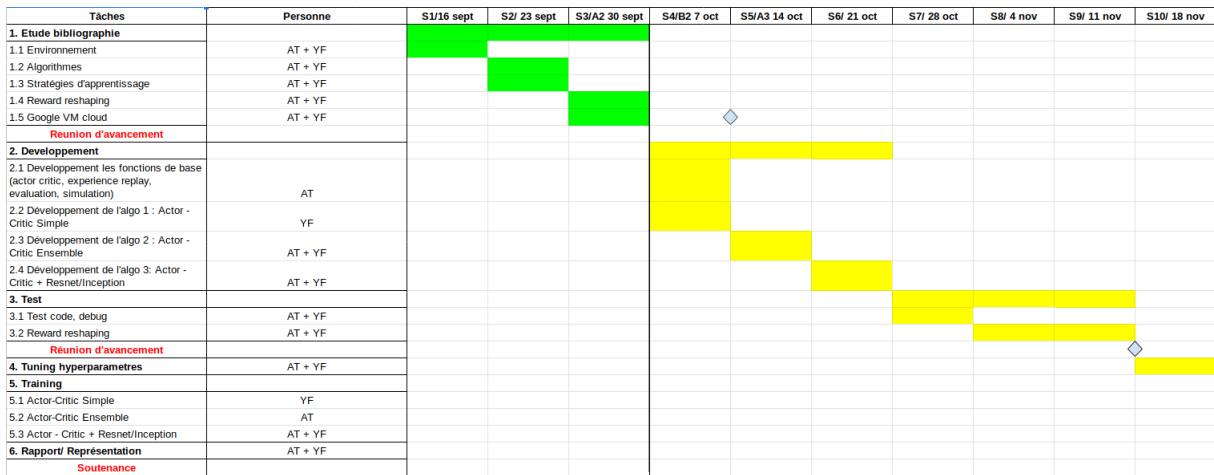 Tâches Personne S1/16 sept S2/ 23 sept S3/A2 30 sept S4/B2 7 oct S5/A3 14 oct S6/ 21 oct S7/ 28 oct S8/ 4 nov S9/ 11 nov S10/ 18 nov
1. Etude bibliographie
1.1 Environnement AT + YF
1.2 Algorithmes AT + YF
1.3 Stratégies d'apprentissage AT + YF
1.4 Reward reshaping AT + YF
1.5 Google VM cloud AT + YF
Reunion d'avancement
2. Developpement
2.1 Developpement les fonctions de base
(actor critic, experience replay,
evaluation, simulation) AT
2.2 Développement de l'algo 1 : Actor -
Critic Simple YF
2.3 Développement de l'algo 2 : Actor -
Critic Ensemble AT + YF
2.4 Développement de l'algo 3: Actor -
Critic + Resnet/Inception AT + YF
3. Test
3.1 Test code, debug AT + YF
3.2 Reward reshaping AT + YF
Réunion d'avancement
4. Tuning hyperparametres AT + YF
5. Training
5.1 Actor-Critic Simple YF
5.2 Actor-Critic Ensemble AT
5.3 Actor - Critic + Resnet/Inception AT + YF
6. Rapport/ Représentation AT + YF
Soutenance